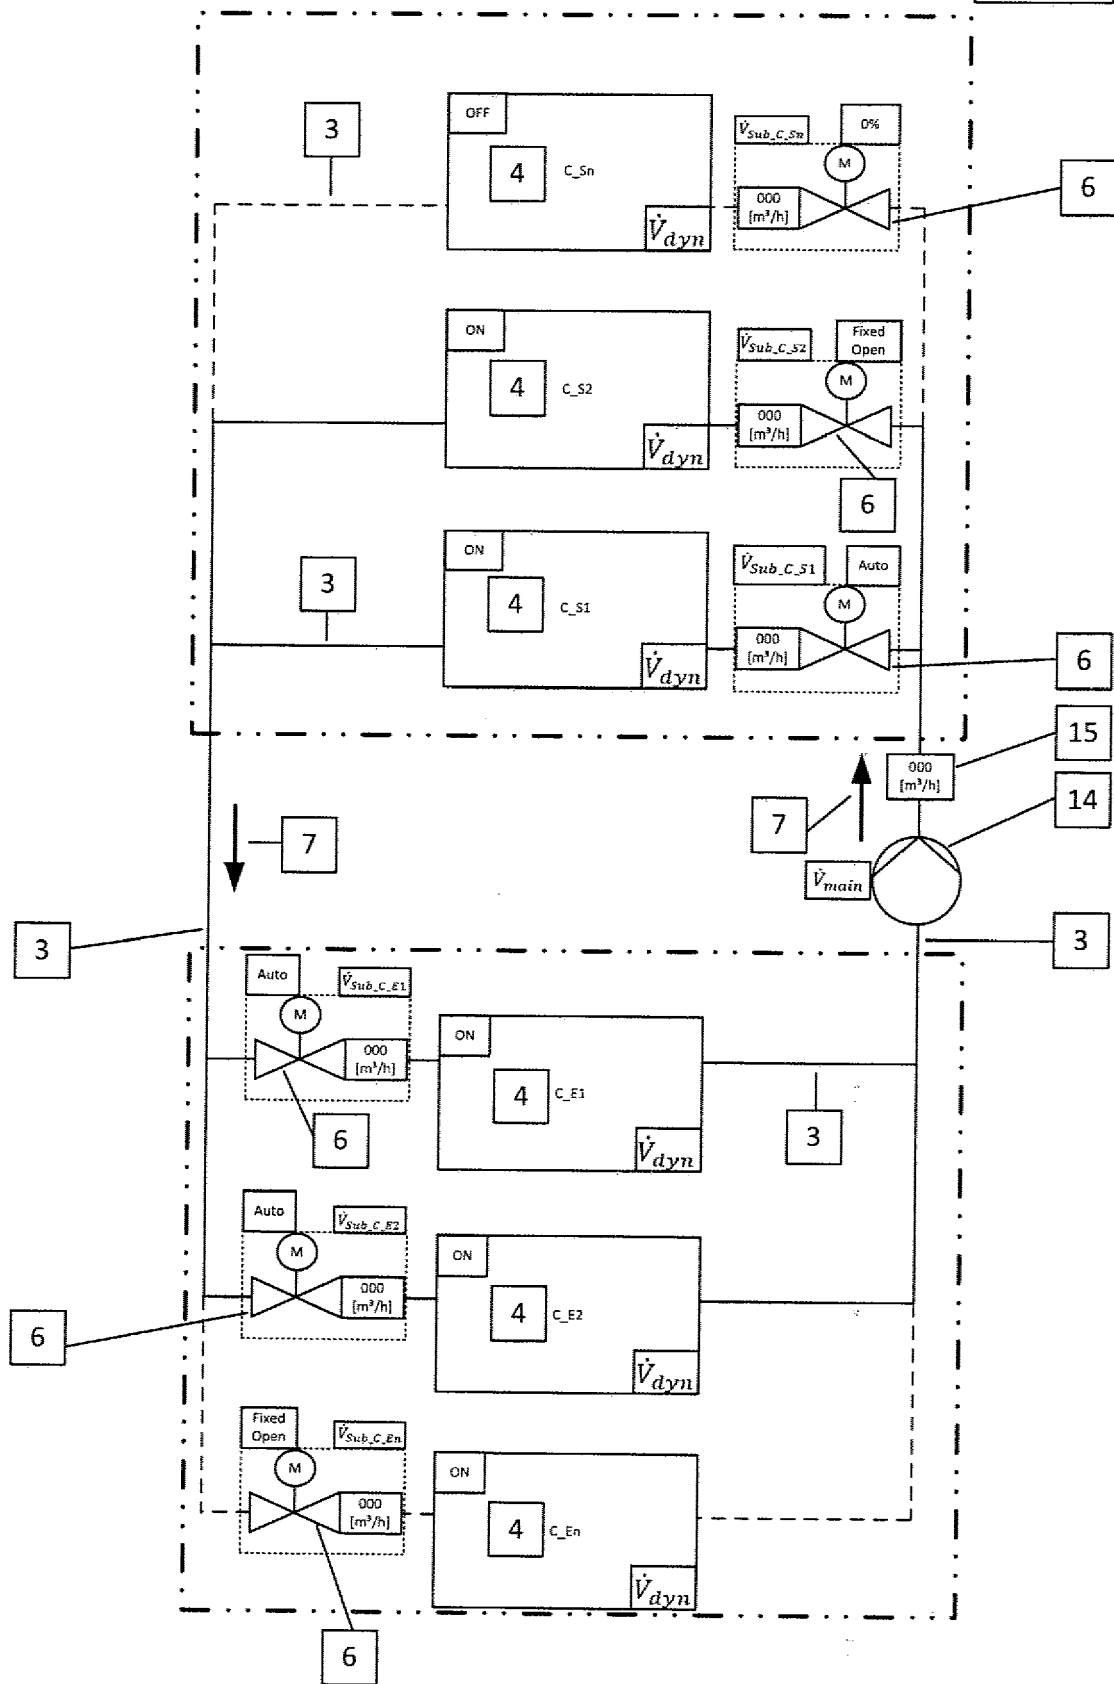 OFF
V̇Sub_C_Sn
0%
3
4
C_Sn
M
6
000
[m³/h]
V̇dyn
ON
V̇Sub_C_S2
Fixed
Open
4
C_S2
M
000
[m³/h]
V̇dyn
6
ON
V̇Sub_C_S1
Auto
3
4
C_S1
M
000
[m³/h]
6
V̇dyn
15
000
[m³/h]
14
7
7
V̇main
3
3
Auto
V̇Sub_C_E1
M
ON
000
[m³/h]
4
C_E1
6
3
V̇dyn
Auto
V̇Sub_C_E2
M
ON
000
[m³/h]
4
C_E2
6
V̇dyn
Fixed
Open
V̇Sub_C_En
M
ON
000
[m³/h]
4
C_En
V̇dyn
6